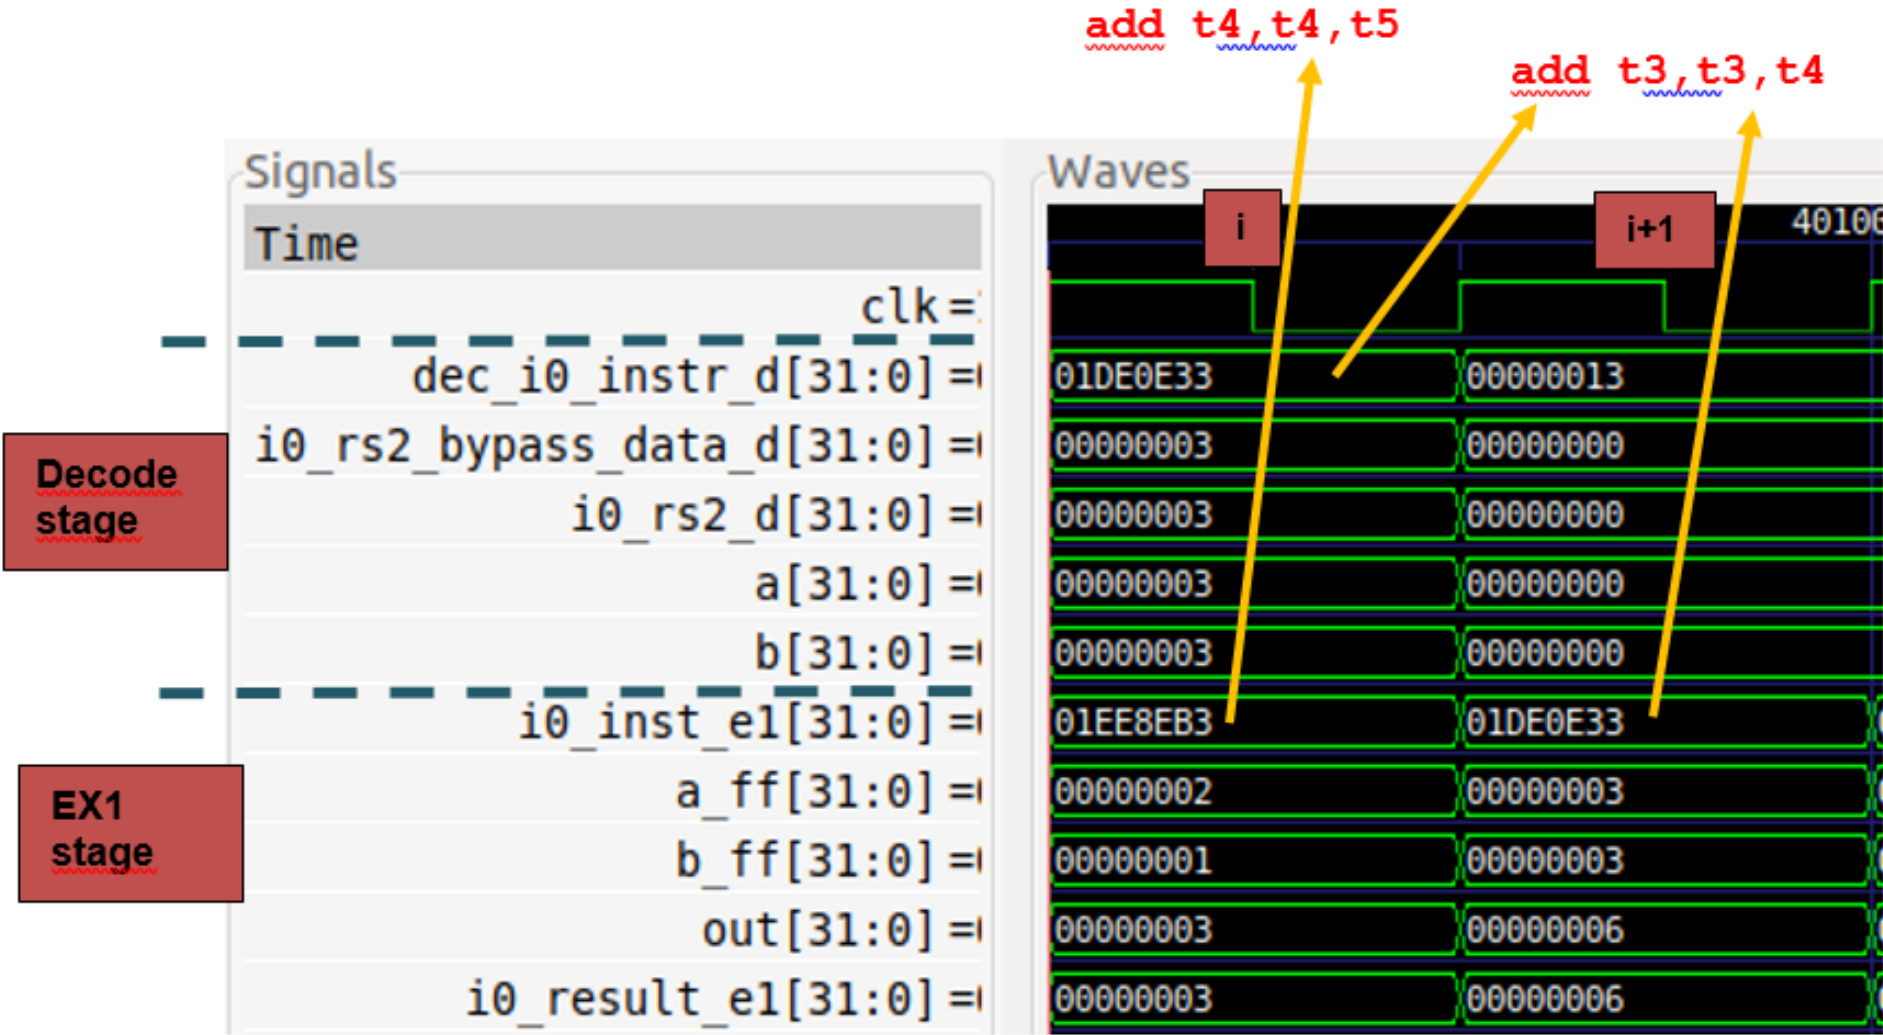 add t4,t4,t5
add t3,t3,t4
Signals
Waves
i
i+1
4010
Time
clk=
dec_i0_instr_d[31:0] =
01DE0E33
00000013
i0_rs2_bypass_data_d[31:0] =
00000003
00000000
i0_rs2_d[31:0] =
00000003
00000000
a[31:0] =
00000003
00000000
b[31:0] =
00000003
00000000
Decode
stage
i0_inst_e1[31:0] =
01EE8EB3
01DE0E33
a_ff[31:0] =
00000002
00000003
b_ff[31:0] =
00000001
00000003
out[31:0] =
00000003
00000006
i0_result_e1[31:0] =
00000003
00000006
EX1
stage